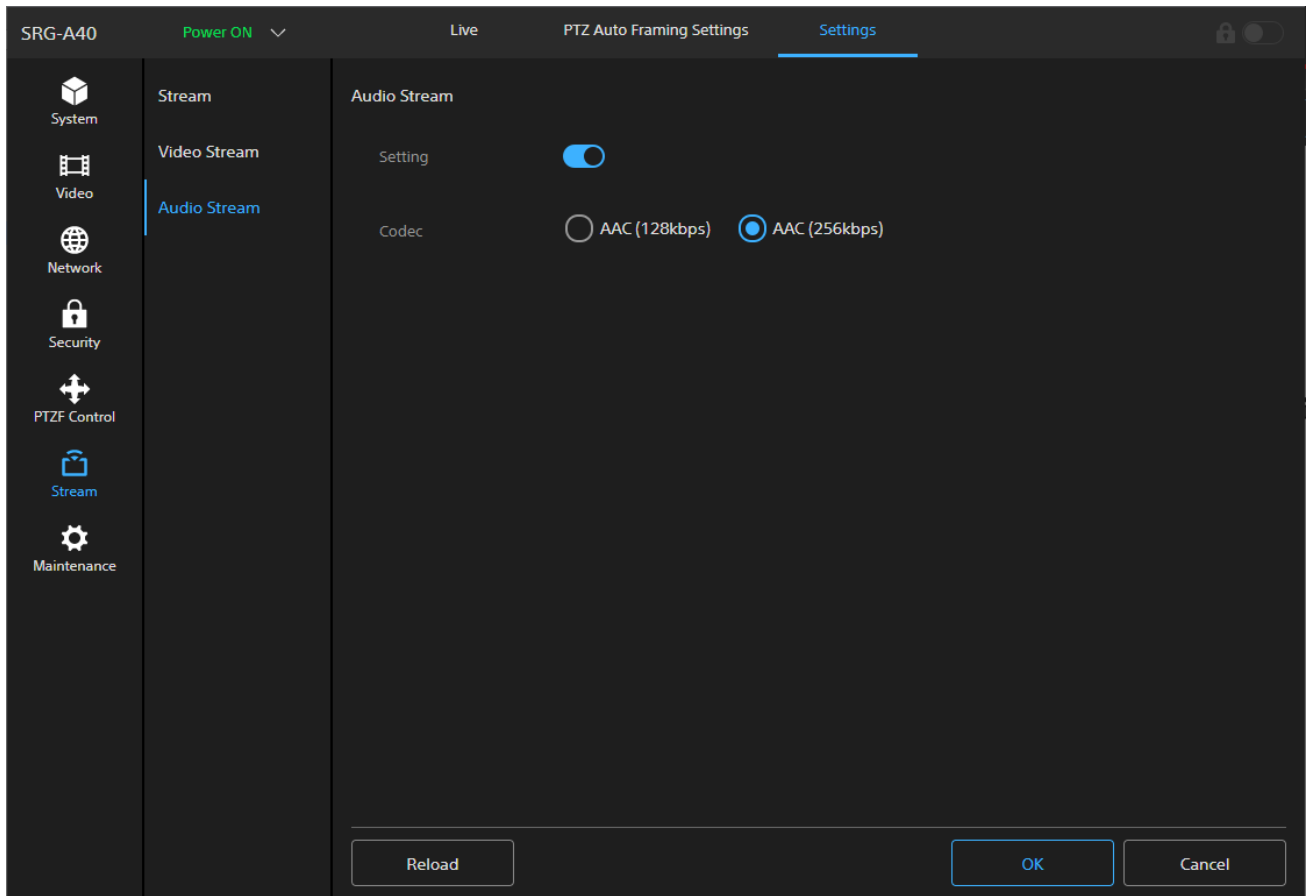 SRG-A40
Power ON
Live
PTZ Auto Framing Settings
Settings
System
Video
Network
Security
PTZF Control
Stream
Maintenance
Stream
Video Stream
Audio Stream
Audio Stream
Setting
Codec
AAC (128kbps)
AAC (256kbps)
Reload
OK
Cancel